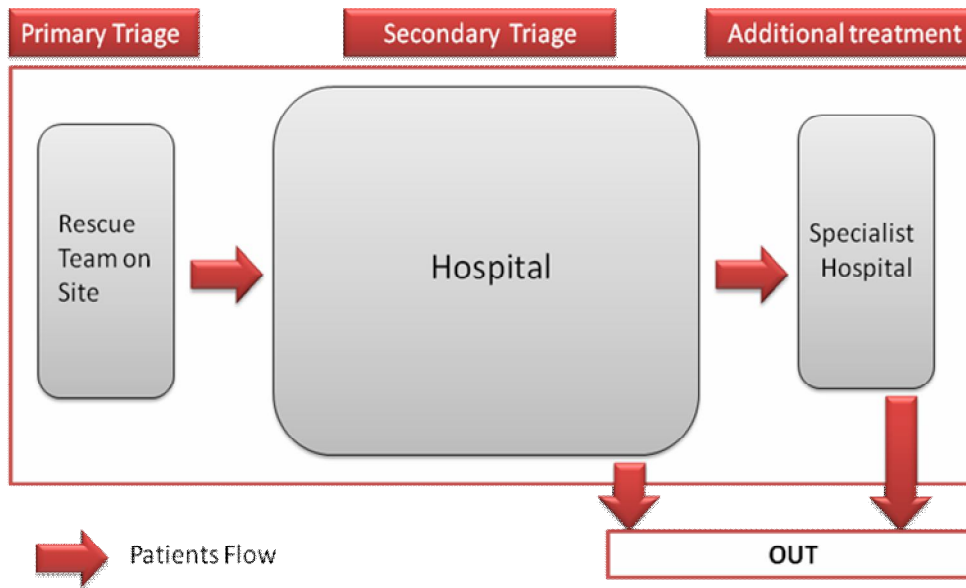 Primary Triage
Secondary Triage
Additional treatment
Rescue
Team on
Site
Hospital
Specialist
Hospital
Patients Flow
OUT